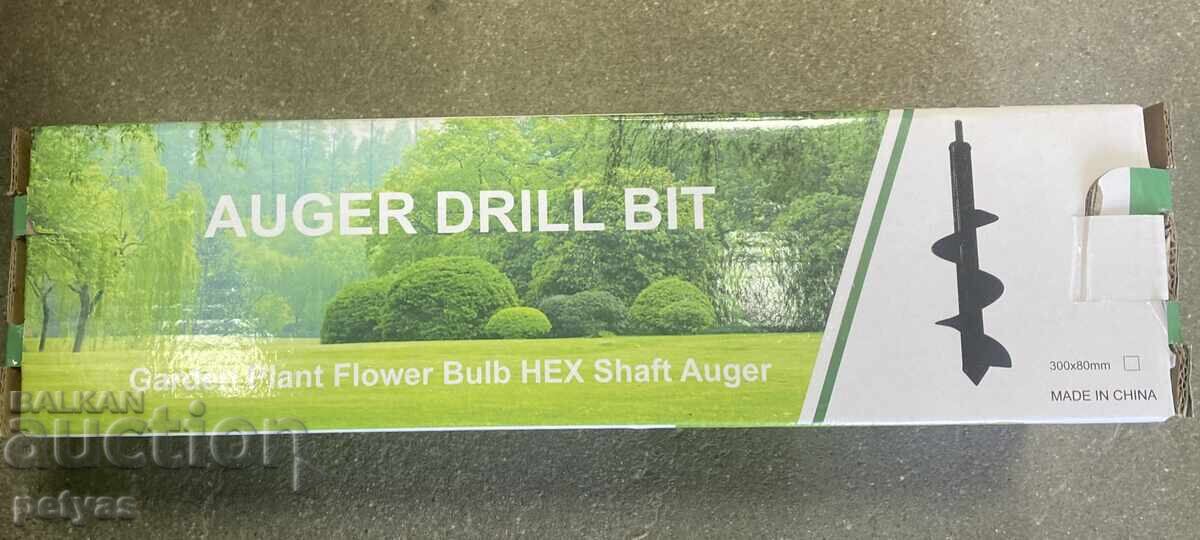 AUGER DRILL BIT
Garden Plant Flower Bulb HEX Shaft Auger
300x80mm
MADE IN CHINA
BALKAN
auction
petyas